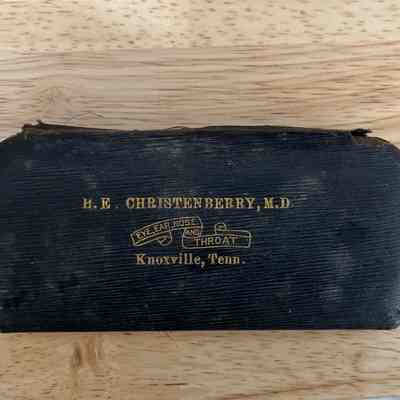 H. E. CHRISTENBERRY, M.D.
EYE, EAR, NOSE
AND
THROAT
Knoxville, Tenn.